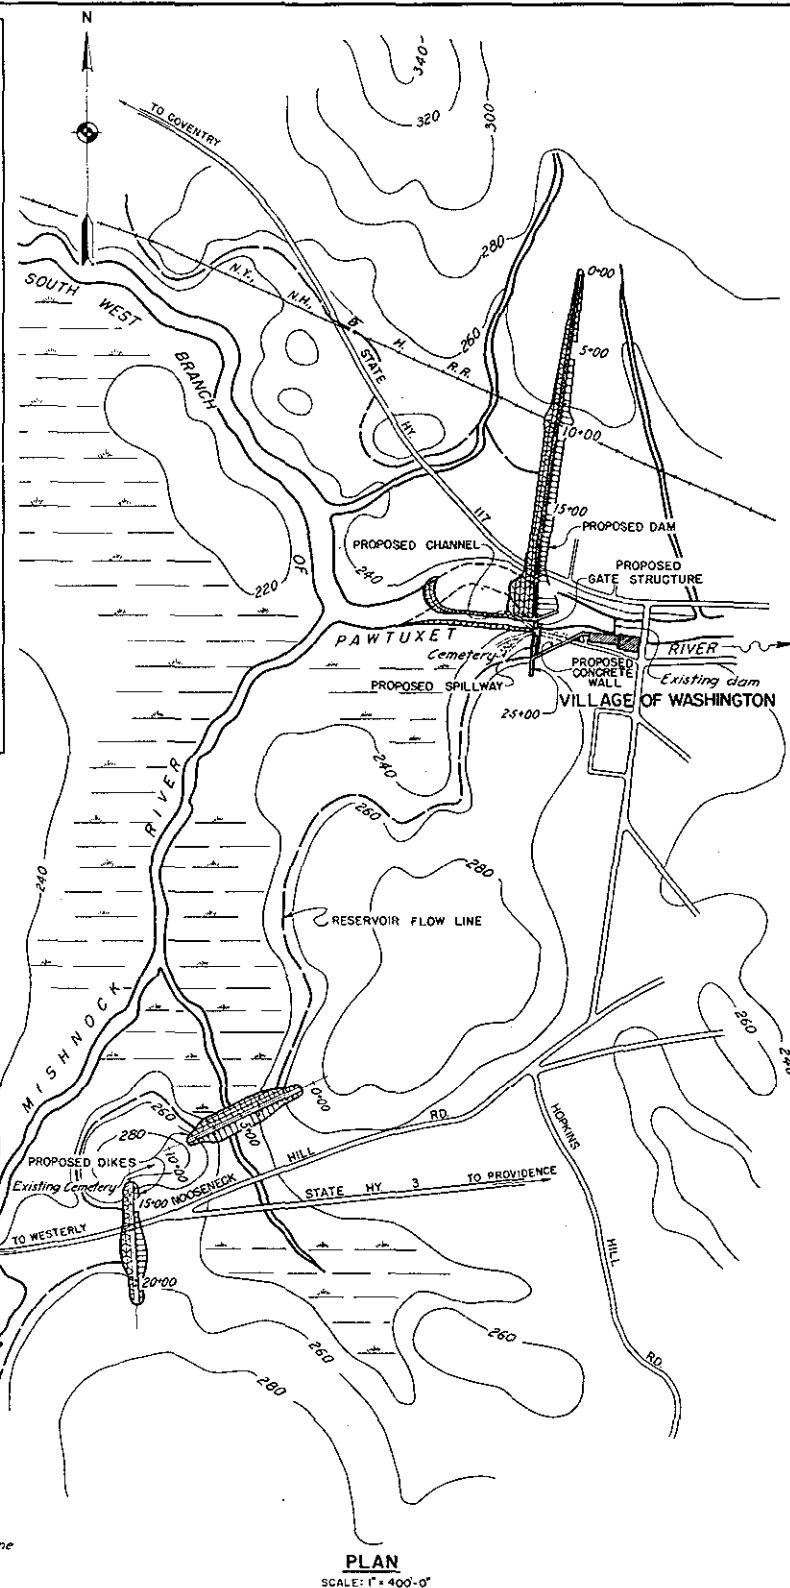 N
340
320
300
TO COVENTRY
280
SOUTH WEST BRANCH OF
N.Y., N.H., & H. R.R.
260
0+00
5+00
STATE HY. 117
10+00
15+00
PROPOSED DAM
PROPOSED CHANNEL
PROPOSED
GATE STRUCTURE
240
220
PAWTUXET RIVER
Cemetery
PROPOSED
CONCRETE
WALL
Existing dam
PROPOSED SPILLWAY
VILLAGE OF WASHINGTON
25+00
240
260
280
240
RESERVOIR FLOW LINE
MISHNOCK RIVER
260
240
0+00
5+00
260
280
10+00
PROPOSED DIKES
Existing Cemetery
15+00
NOOSENECK HILL RD.
HOPKINS HILL RD.
STATE HY 3
TO PROVIDENCE
TO WESTERLY
20+00
260
260
280
ne
PLAN
SCALE: 1" = 400'-0"